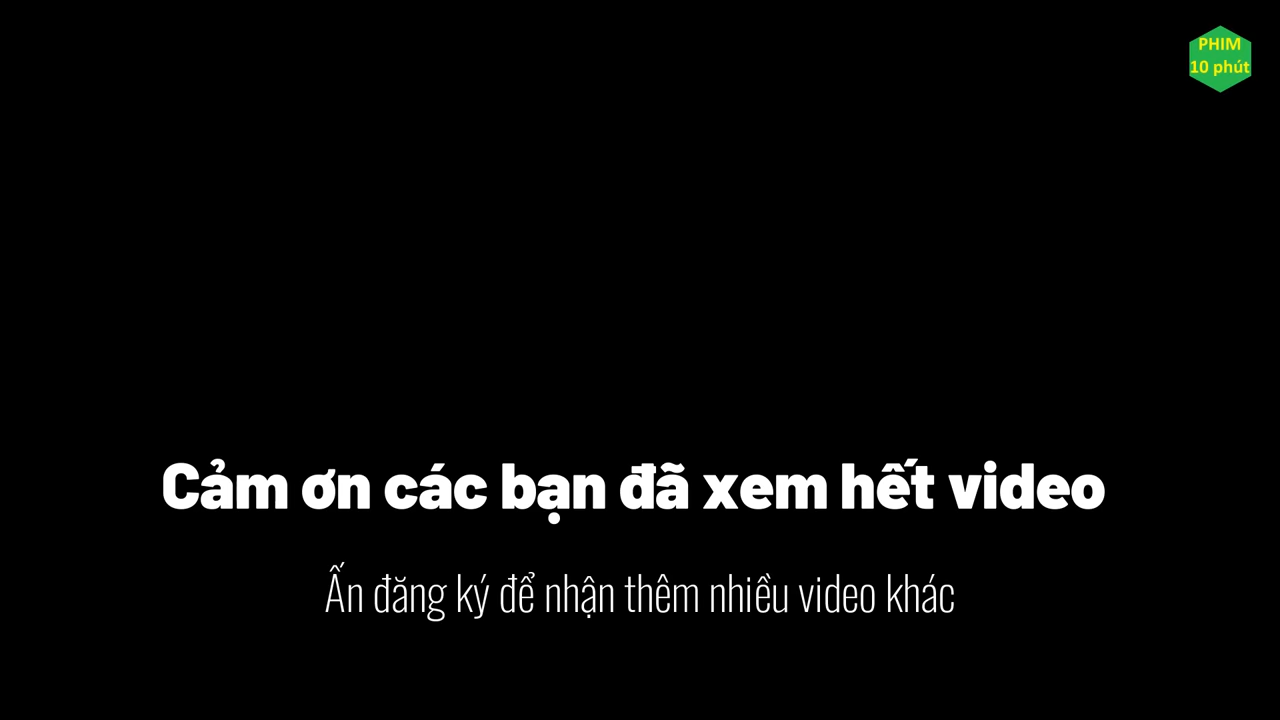 PHIM
10 phút
Cảm ơn các bạn đã xem hết video
Ấn đăng ký để nhận thêm nhiều video khác